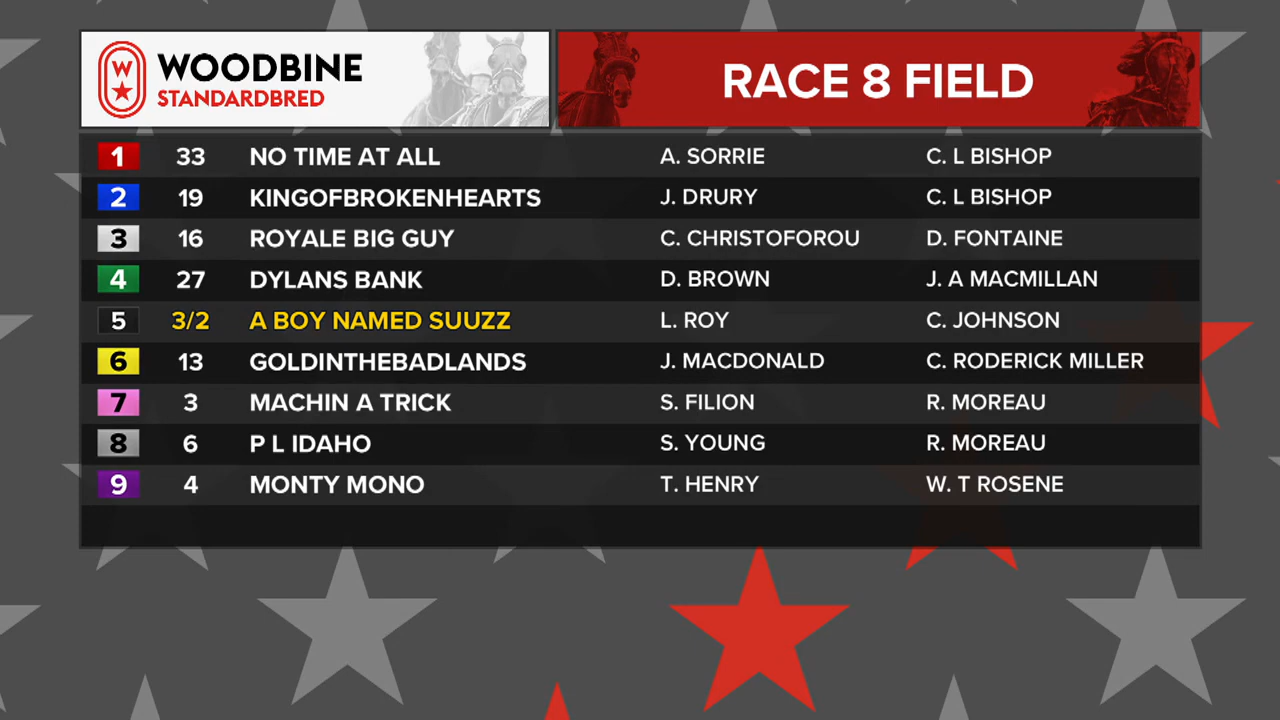 W
WOODBINE
STANDARDBRED
RACE 8 FIELD
1 33 NO TIME AT ALL A. SORRIE C. L BISHOP
2 19 KINGOFBROKENHEARTS J. DRURY C. L BISHOP
3 16 ROYALE BIG GUY C. CHRISTOFOROU D. FONTAINE
4 27 DYLANS BANK D. BROWN J. A MACMILLAN
5 3/2 A BOY NAMED SUUZZ L. ROY C. JOHNSON
6 13 GOLDINTHEBADLANDS J. MACDONALD C. RODERICK MILLER
7 3 MACHIN A TRICK S. FILION R. MOREAU
8 6 P L IDAHO S. YOUNG R. MOREAU
9 4 MONTY MONO T. HENRY W. T ROSENE